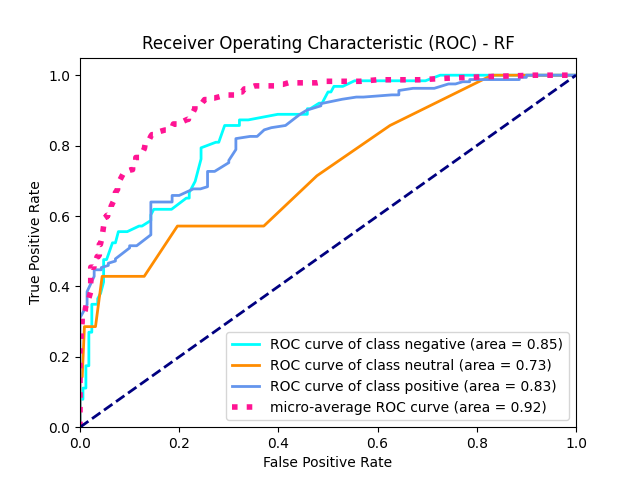 Receiver Operating Characteristic (ROC) - RF
True Positive Rate
1.0
0.8
0.6
0.4
0.2
0.0
ROC curve of class negative (area = 0.85)
ROC curve of class neutral (area = 0.73)
ROC curve of class positive (area = 0.83)
micro-average ROC curve (area = 0.92)
0.0 0.2 0.4 0.6 0.8 1.0
False Positive Rate